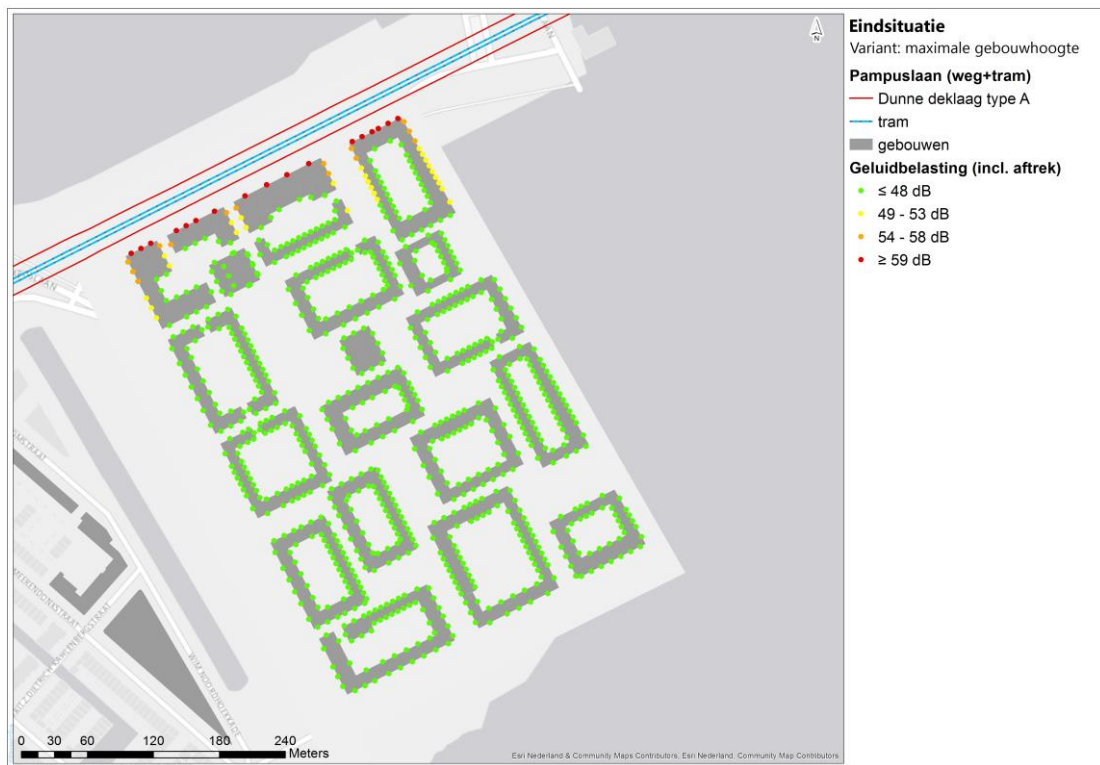 Eindsituatie
Variant: maximale gebouwhoogte
Pampuslaan (weg+tram)
Dunne deklaag type A
tram
gebouwen
Geluidbelasting (incl. aftrek)
≤ 48 dB
49 - 53 dB
54 - 58 dB
≥ 59 dB
N
0 30 60 120 180 240
Meters
Esri Nederland & Community Maps Contributors, Esri Nederland, Community Map Contributors